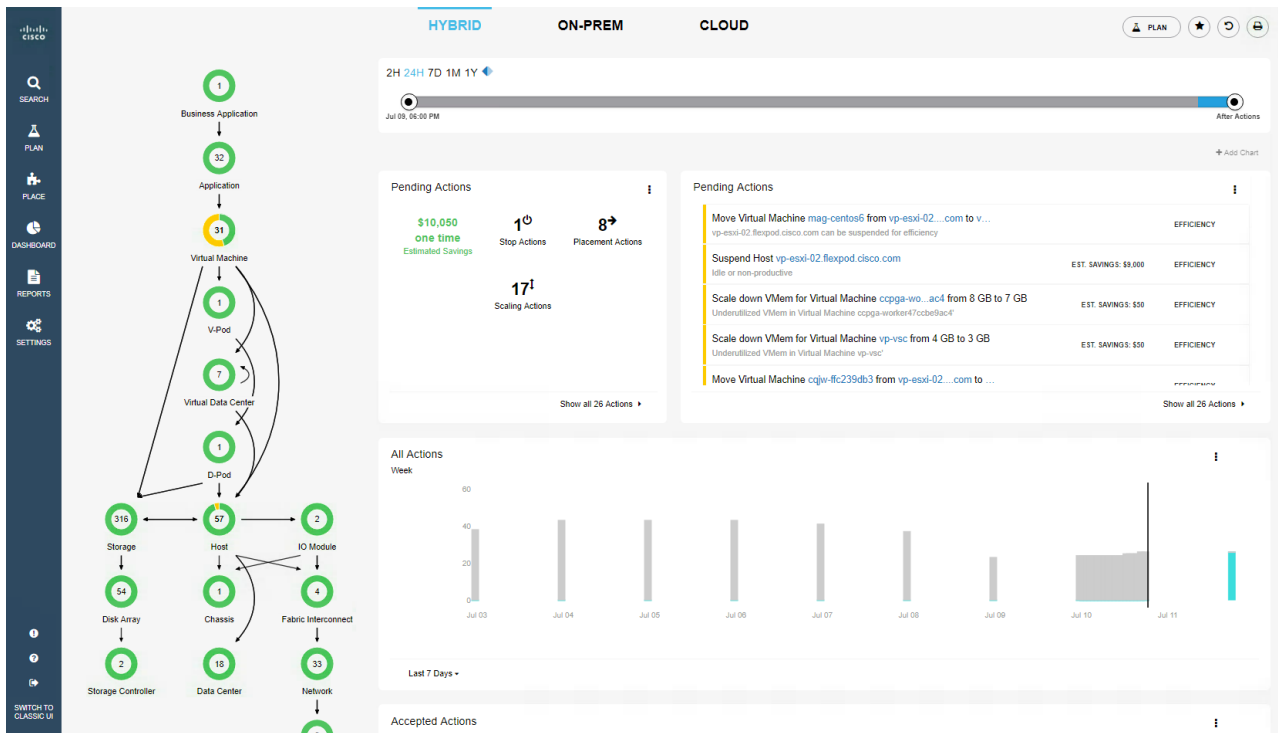 CISCO
SEARCH
PLAN
PLACE
DASHBOARD
REPORTS
SETTINGS
SWITCH TO
CLASSIC UI
HYBRID
ON-PREM
CLOUD
PLAN
1
Business Application
32
Application
31
Virtual Machine
1
V-Pod
7
Virtual Data Center
1
D-Pod
316
57
2
Storage
Host
IO Module
54
1
4
Disk Array
Chassis
Fabric Interconnect
2
18
33
Storage Controller
Data Center
Network
2H 24H 7D 1M 1Y
Jul 09, 06:00 PM
After Actions
+ Add Chart
Pending Actions
$10,050
one time
Estimated Savings
1
Stop Actions
8
Placement Actions
17
Scaling Actions
Show all 26 Actions
Pending Actions
Move Virtual Machine mag-centos6 from vp-esxi-02....com to v...
vp-esxi-02.flexpod.cisco.com can be suspended for efficiency
EFFICIENCY
Suspend Host vp-esxi-02.flexpod.cisco.com
Idle or non-productive
EST. SAVINGS: $9,000
EFFICIENCY
Scale down VMem for Virtual Machine ccpga-wo...ac4 from 8 GB to 7 GB
Underutilized VMem in Virtual Machine ccpga-worker47ccbe9ac4'
EST. SAVINGS: $50
EFFICIENCY
Scale down VMem for Virtual Machine vp-vsc from 4 GB to 3 GB
Underutilized VMem in Virtual Machine vp-vsc'
EST. SAVINGS: $50
EFFICIENCY
Move Virtual Machine cqjw-ffc239db3 from vp-esxi-02....com to ...
EFFICIENCY
Show all 26 Actions
All Actions
Week
60
40
20
0
Jul 03
Jul 04
Jul 05
Jul 06
Jul 07
Jul 08
Jul 09
Jul 10
Jul 11
Last 7 Days
Accepted Actions